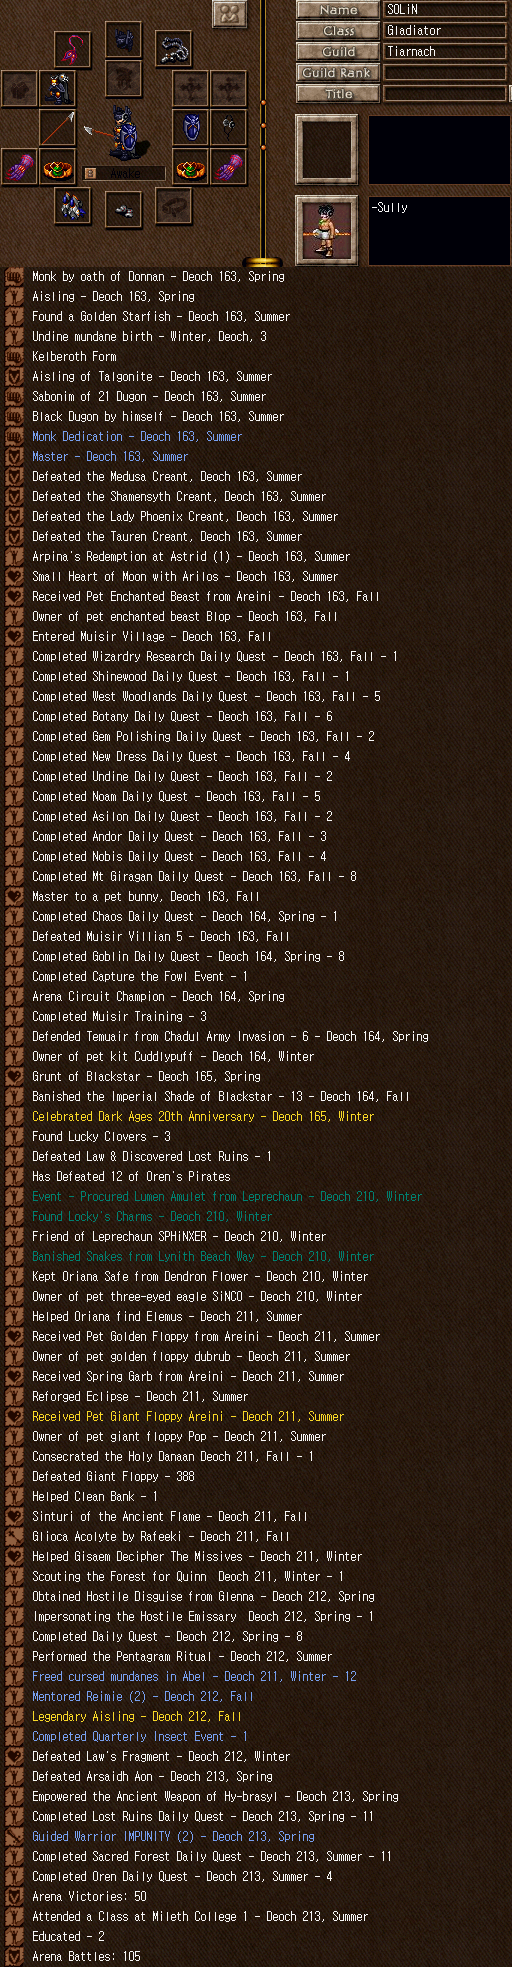 Name SOLiN
Class Gladiator
Guild Tiarnach
Guild Rank
Title
Awake
-Sully
Monk by oath of Donnan - Deoch 163, Spring
Aisling - Deoch 163, Spring
Found a Golden Starfish - Deoch 163, Summer
Undine mundane birth - Winter, Deoch, 3
Kelberoth Form
Aisling of Talgonite - Deoch 163, Summer
Sabonim of 21 Dugon - Deoch 163, Summer
Black Dugon by himself - Deoch 163, Summer
Monk Dedication - Deoch 163, Summer
Master - Deoch 163, Summer
Defeated the Medusa Creant, Deoch 163, Summer
Defeated the Shamensyth Creant, Deoch 163, Summer
Defeated the Lady Phoenix Creant, Deoch 163, Summer
Defeated the Tauren Creant, Deoch 163, Summer
Arpina's Redemption at Astrid (1) - Deoch 163, Summer
Small Heart of Moon with Arilos - Deoch 163, Summer
Received Pet Enchanted Beast from Areini - Deoch 163, Fall
Owner of pet enchanted beast Blop - Deoch 163, Fall
Entered Muisir Village - Deoch 163, Fall
Completed Wizardry Research Daily Quest - Deoch 163, Fall - 1
Completed Shinewood Daily Quest - Deoch 163, Fall - 1
Completed West Woodlands Daily Quest - Deoch 163, Fall - 5
Completed Botany Daily Quest - Deoch 163, Fall - 6
Completed Gem Polishing Daily Quest - Deoch 163, Fall - 2
Completed New Dress Daily Quest - Deoch 163, Fall - 4
Completed Undine Daily Quest - Deoch 163, Fall - 2
Completed Noam Daily Quest - Deoch 163, Fall - 5
Completed Asilon Daily Quest - Deoch 163, Fall - 2
Completed Andor Daily Quest - Deoch 163, Fall - 3
Completed Nobis Daily Quest - Deoch 163, Fall - 4
Completed Mt Giragan Daily Quest - Deoch 163, Fall - 8
Master to a pet bunny, Deoch 163, Fall
Completed Chaos Daily Quest - Deoch 164, Spring - 1
Defeated Muisir Villian 5 - Deoch 163, Fall
Completed Goblin Daily Quest - Deoch 164, Spring - 8
Completed Capture the Fowl Event - 1
Arena Circuit Champion - Deoch 164, Spring
Completed Muisir Training - 3
Defended Temuair from Chadul Army Invasion - 6 - Deoch 164, Spring
Owner of pet kit Cuddlypuff - Deoch 164, Winter
Grunt of Blackstar - Deoch 165, Spring
Banished the Imperial Shade of Blackstar - 13 - Deoch 164, Fall
Celebrated Dark Ages 20th Anniversary - Deoch 165, Winter
Found Lucky Clovers - 3
Defeated Law & Discovered Lost Ruins - 1
Has Defeated 12 of Oren's Pirates
Event - Procured Lumen Amulet from Leprechaun - Deoch 210, Winter
Found Locky's Charms - Deoch 210, Winter
Friend of Leprechaun SPHiNXER - Deoch 210, Winter
Banished Snakes from Lynith Beach Way - Deoch 210, Winter
Kept Oriana Safe from Dendron Flower - Deoch 210, Winter
Owner of pet three-eyed eagle SiNCO - Deoch 210, Winter
Helped Oriana find Elemus - Deoch 211, Summer
Received Pet Golden Floppy from Areini - Deoch 211, Summer
Owner of pet golden floppy dubrub - Deoch 211, Summer
Received Spring Garb from Areini - Deoch 211, Summer
Reforged Eclipse - Deoch 211, Summer
Received Pet Giant Floppy Areini - Deoch 211, Summer
Owner of pet giant floppy Pop - Deoch 211, Summer
Consecrated the Holy Danaan Deoch 211, Fall - 1
Defeated Giant Floppy - 388
Helped Clean Bank - 1
Sinturi of the Ancient Flame - Deoch 211, Fall
Glioca Acolyte by Rafeeki - Deoch 211, Fall
Helped Gisaem Decipher The Missives - Deoch 211, Winter
Scouting the Forest for Quinn  Deoch 211, Winter - 1
Obtained Hostile Disguise from Glenna - Deoch 212, Spring
Impersonating the Hostile Emissary  Deoch 212, Spring - 1
Completed Daily Quest - Deoch 212, Spring - 8
Performed the Pentagram Ritual - Deoch 212, Summer
Freed cursed mundanes in Abel - Deoch 211, Winter - 12
Mentored Reimie (2) - Deoch 212, Fall
Legendary Aisling - Deoch 212, Fall
Completed Quarterly Insect Event - 1
Defeated Law's Fragment - Deoch 212, Winter
Defeated Arsaidh Aon - Deoch 213, Spring
Empowered the Ancient Weapon of Hy-brasyl - Deoch 213, Spring
Completed Lost Ruins Daily Quest - Deoch 213, Spring - 11
Guided Warrior IMPUNITY (2) - Deoch 213, Spring
Completed Sacred Forest Daily Quest - Deoch 213, Summer - 11
Completed Oren Daily Quest - Deoch 213, Summer - 4
Arena Victories: 50
Attended a Class at Mileth College 1 - Deoch 213, Summer
Educated - 2
Arena Battles: 105